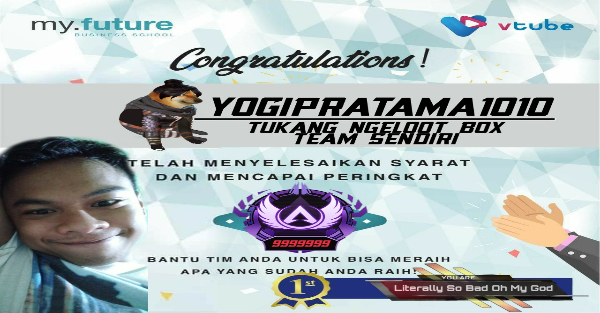 my.future
BUSINESS SCHOOL
vtube
Congratulations!
YOGIPRATAMA1010
TUKANG NGELOOT BOX
TEAM SENDIRI
TELAH MENYELESAIKAN SYARAT
DAN MENCAPAI PERINGKAT
9999999
BANTU TIM ANDA UNTUK BISA MERAIH
APA YANG SUDAH ANDA RAIH!
1ST
YOU ARE
Literally So Bad Oh My God